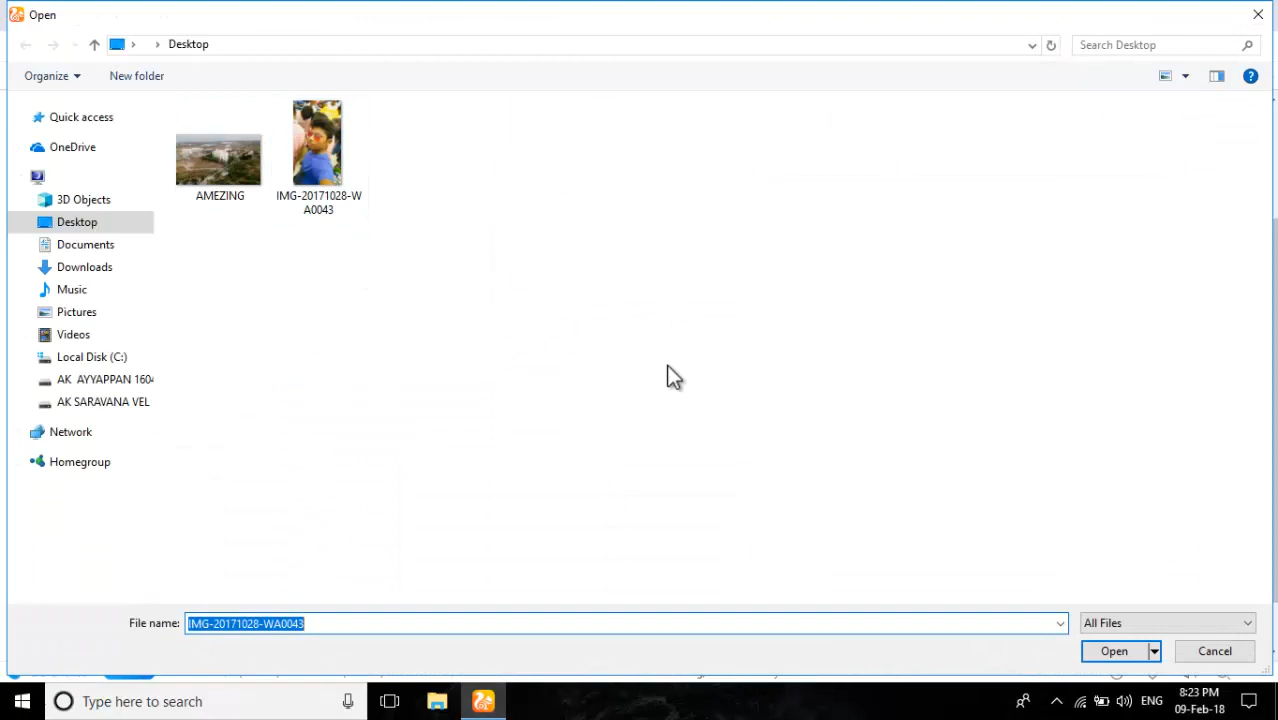 Open
Desktop
Search Desktop
Organize
New folder
Quick access
OneDrive
3D Objects
Desktop
Documents
Downloads
Music
Pictures
Videos
Local Disk (C:)
AK AYYAPPAN 1604
AK SARAVANA VEL
Network
Homegroup
AMEZING
IMG-20171028-W
A0043
File name:
IMG-20171028-WA0043
All Files
Open
Cancel
Type here to search
ENG
8:23 PM
09-Feb-18